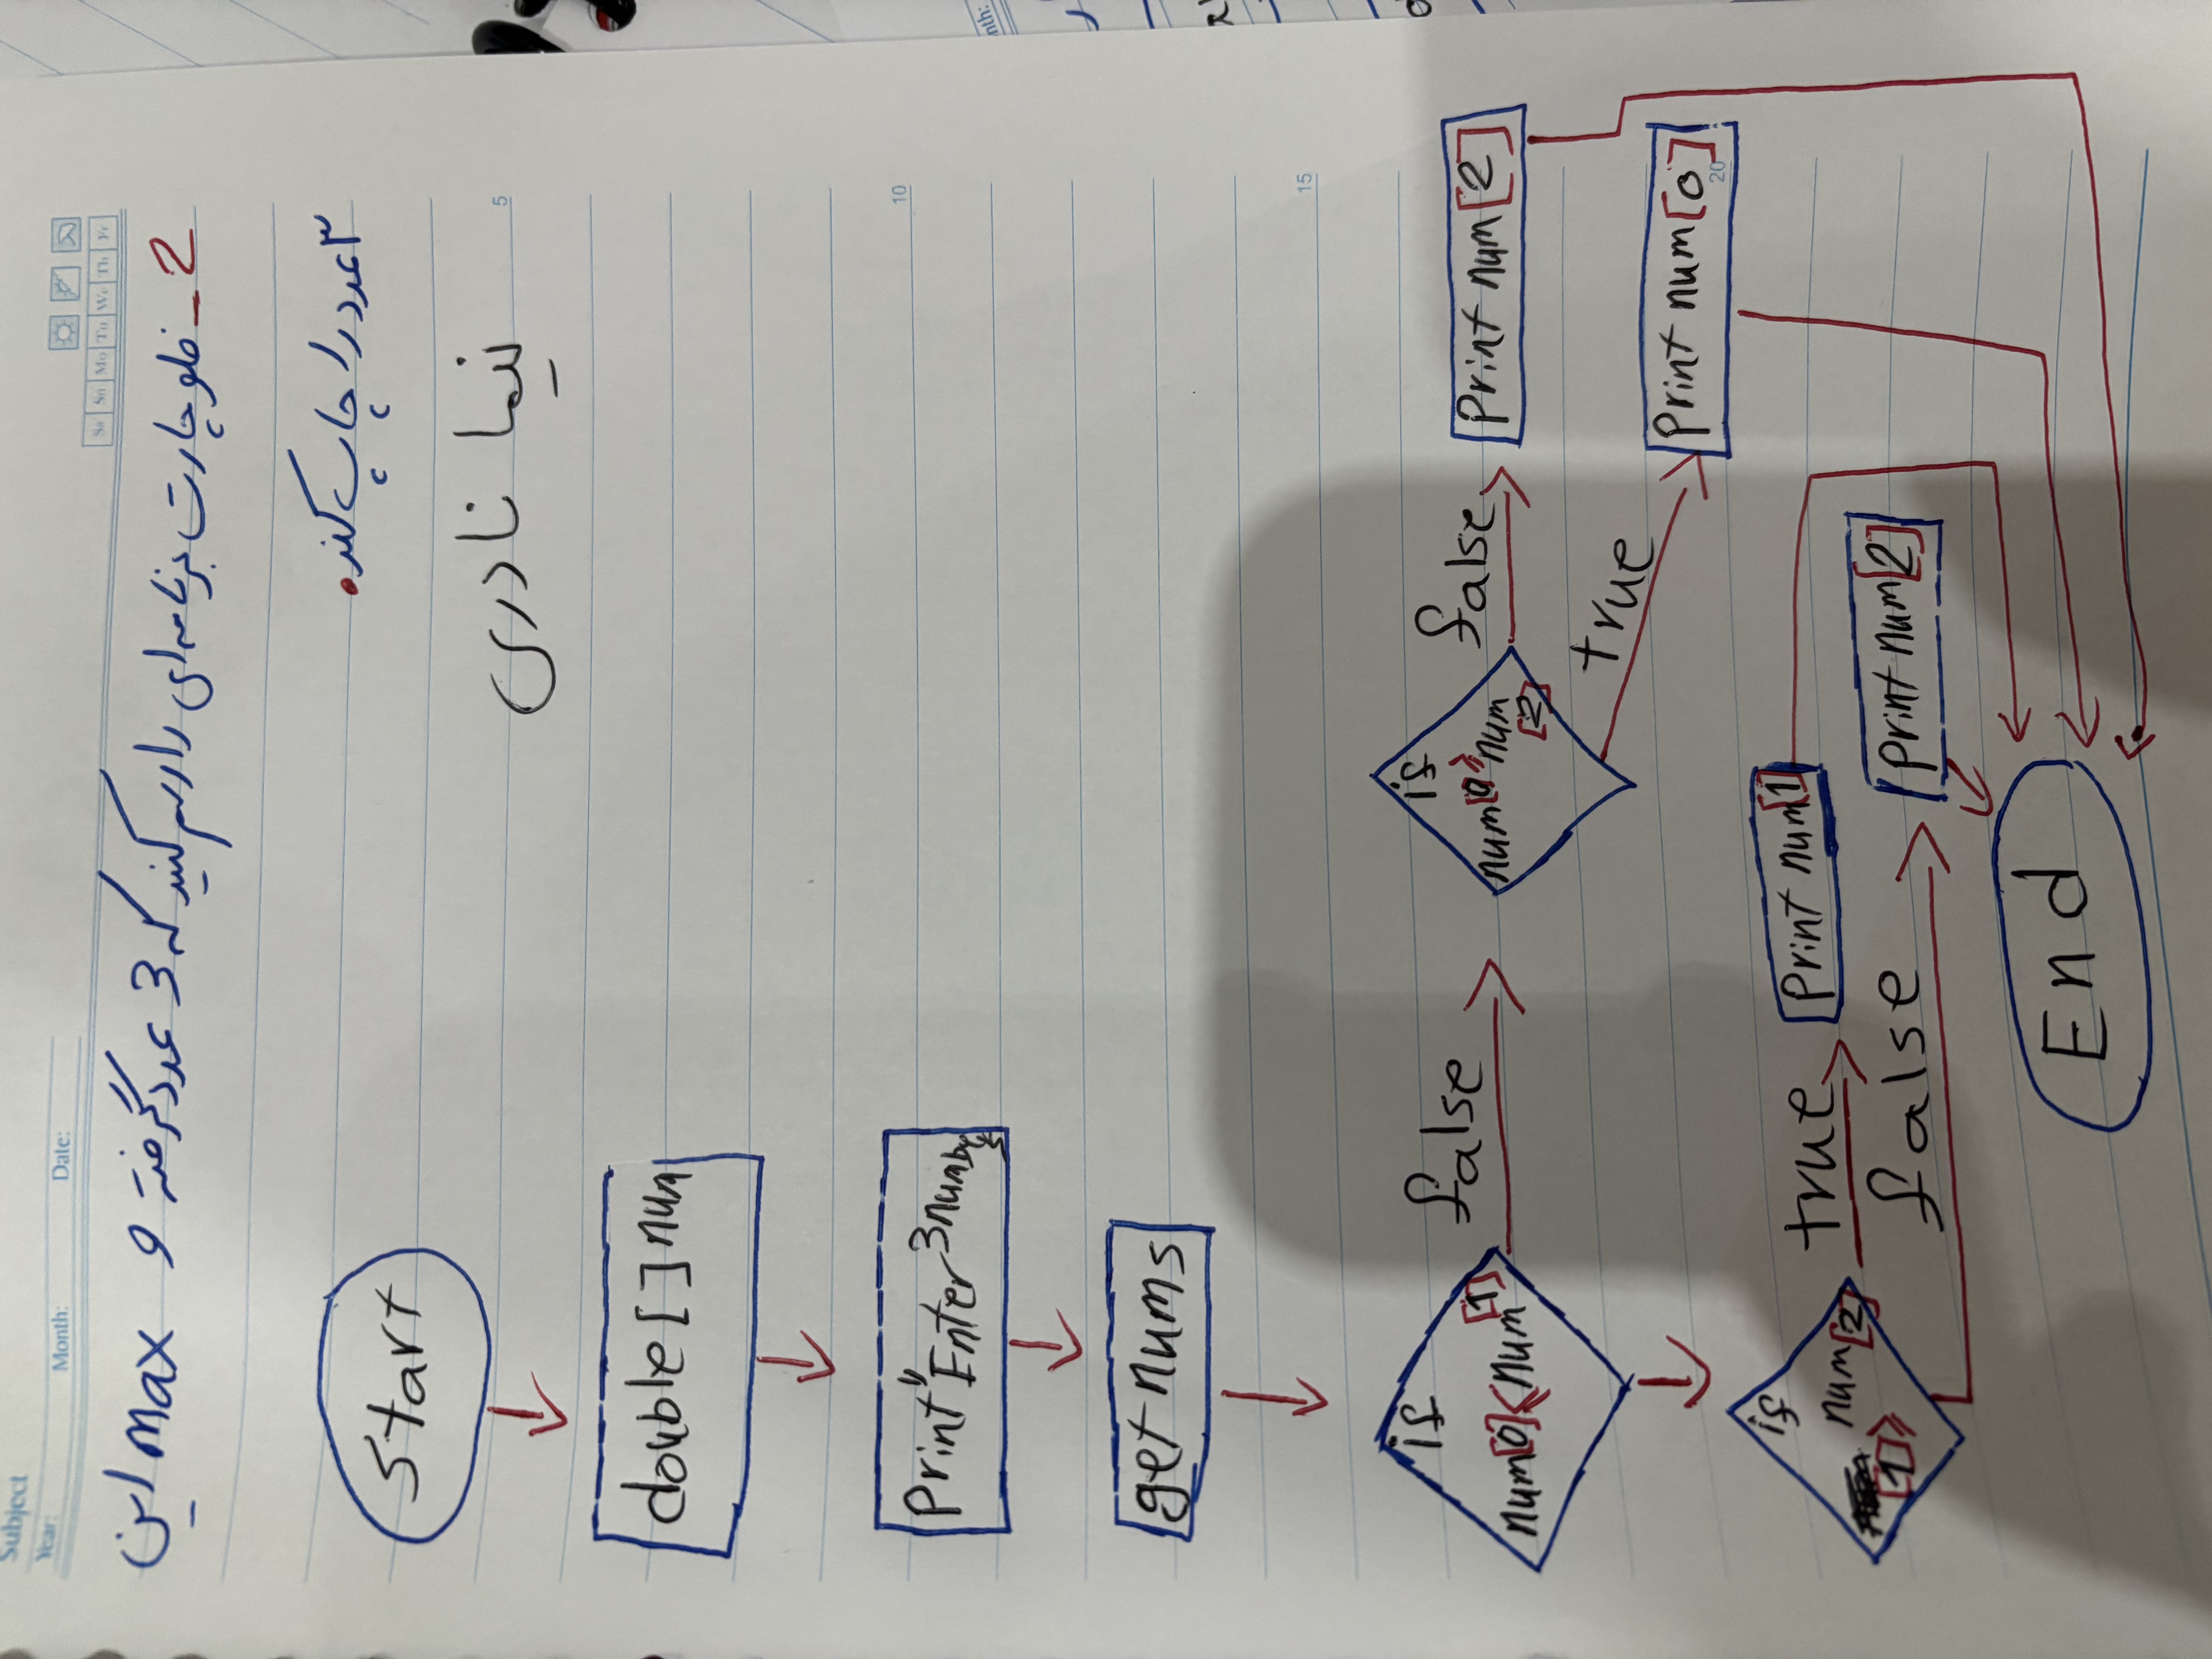 Subject
Year:
Month:
Date:
Sa Su Mo Tu We Th Fr
2_ فلوچارت برنامه‌ای را رسم کنید که 3 عدد گرفته و max این
۳ عدد را چاپ کند.
start
نیما نادری
5
double [ ] num
10
Print "Enter 3 numbers
get nums
15
if
num[0]<num[1]
false
if
num[0]≥num[2]
false
Print num[2]
true
Print num[0]
20
if
num[2]
[1]≥
true
Print num[1]
false
Print num[2]
End
nth: